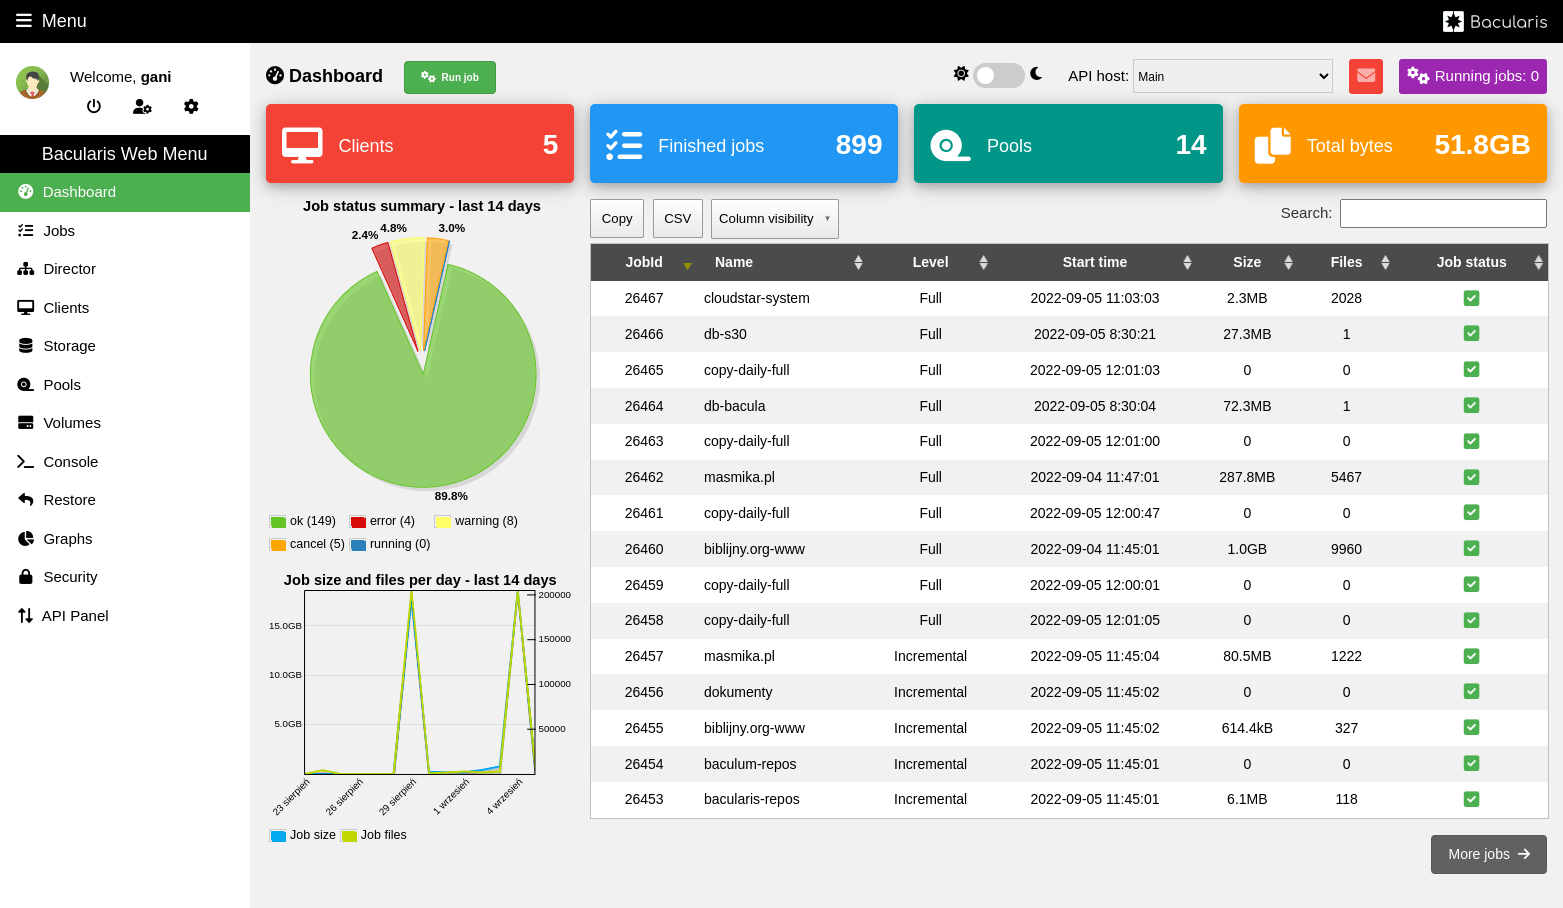 Menu
Bacularis
Welcome, gani
Bacularis Web Menu
Dashboard
Jobs
Director
Clients
Storage
Pools
Volumes
Console
Restore
Graphs
Security
API Panel
Dashboard Run job API host: Main Running jobs: 0
Clients 5
Finished jobs 899
Pools 14
Total bytes 51.8GB
Job status summary - last 14 days
2.4% 4.8% 3.0%
89.8%
ok (149) error (4) warning (8)
cancel (5) running (0)
Job size and files per day - last 14 days
15.0GB
10.0GB
5.0GB
200000
150000
100000
50000
23 sierpień 26 sierpień 29 sierpień 1 wrzesień 4 wrzesień
Job size Job files
Copy CSV Column visibility Search:
JobId Name Level Start time Size Files Job status
26467 cloudstar-system Full 2022-09-05 11:03:03 2.3MB 2028
26466 db-s30 Full 2022-09-05 8:30:21 27.3MB 1
26465 copy-daily-full Full 2022-09-05 12:01:03 0 0
26464 db-bacula Full 2022-09-05 8:30:04 72.3MB 1
26463 copy-daily-full Full 2022-09-05 12:01:00 0 0
26462 masmika.pl Full 2022-09-04 11:47:01 287.8MB 5467
26461 copy-daily-full Full 2022-09-05 12:00:47 0 0
26460 biblijny.org-www Full 2022-09-04 11:45:01 1.0GB 9960
26459 copy-daily-full Full 2022-09-05 12:00:01 0 0
26458 copy-daily-full Full 2022-09-05 12:01:05 0 0
26457 masmika.pl Incremental 2022-09-05 11:45:04 80.5MB 1222
26456 dokumenty Incremental 2022-09-05 11:45:02 0 0
26455 biblijny.org-www Incremental 2022-09-05 11:45:02 614.4kB 327
26454 baculum-repos Incremental 2022-09-05 11:45:01 0 0
26453 bacularis-repos Incremental 2022-09-05 11:45:01 6.1MB 118
More jobs